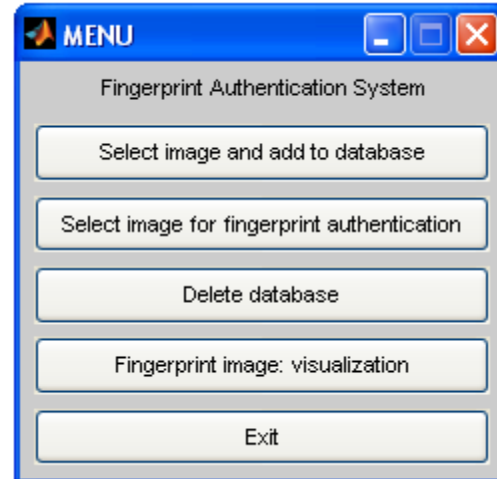 MENU
Fingerprint Authentication System
Select image and add to database
Select image for fingerprint authentication
Delete database
Fingerprint image: visualization
Exit